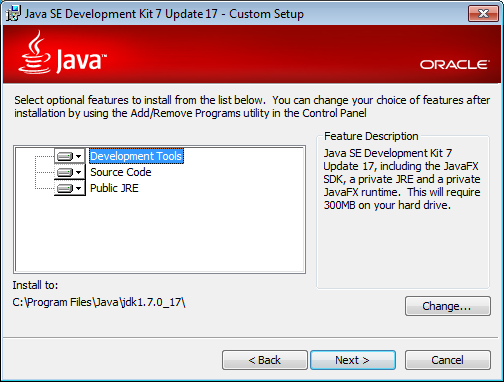 Java SE Development Kit 7 Update 17 - Custom Setup
Java™
ORACLE
Select optional features to install from the list below. You can change your choice of features after
installation by using the Add/Remove Programs utility in the Control Panel
Development Tools
Source Code
Public JRE
Feature Description
Java SE Development Kit 7
Update 17, including the JavaFX
SDK, a private JRE and a private
JavaFX runtime. This will require
300MB on your hard drive.
Install to:
C:\Program Files\Java\jdk1.7.0_17\
Change...
< Back
Next >
Cancel